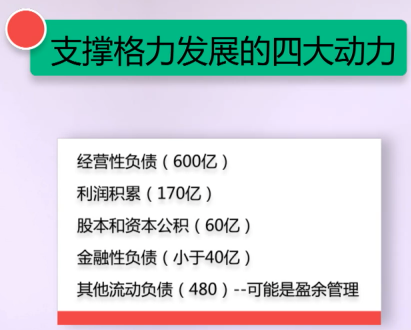 支撑格力发展的四大动力
经营性负债（600亿）
利润积累（170亿）
股本和资本公积（60亿）
金融性负债（小于40亿）
其他流动负债（480）--可能是盈余管理